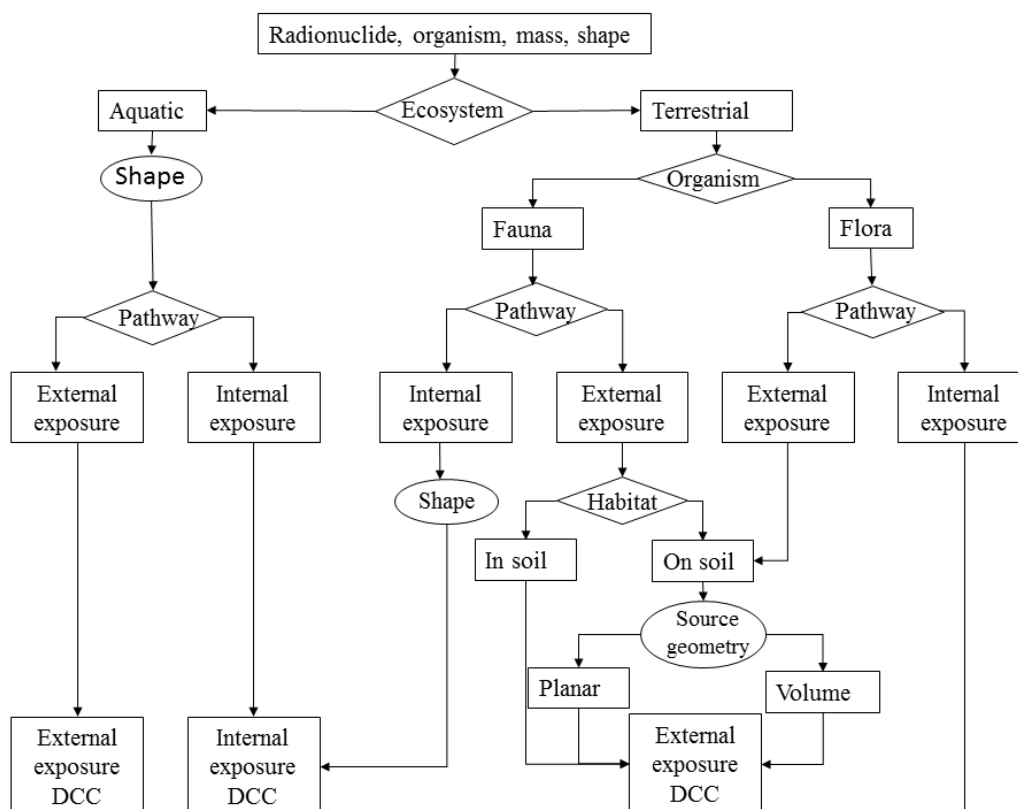 Radionuclide, organism, mass, shape
Ecosystem
Aquatic
Terrestrial
Shape
Organism
Fauna
Flora
Pathway
Pathway
Pathway
External
exposure
Internal
exposure
Internal
exposure
External
exposure
External
exposure
Internal
exposure
Shape
Habitat
In soil
On soil
Source
geometry
Planar
Volume
External
exposure
DCC
Internal
exposure
DCC
External
exposure
DCC